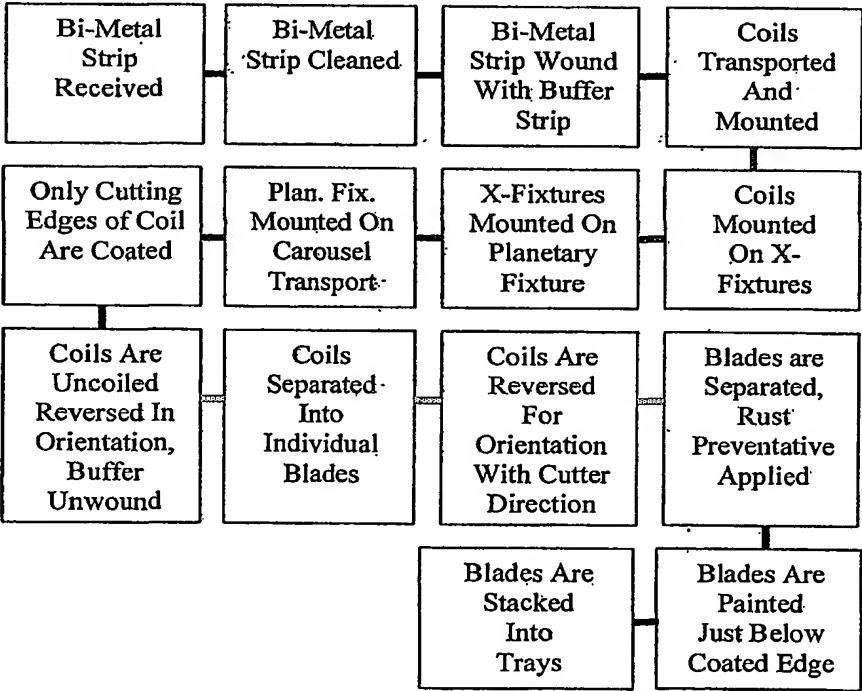 Bi-Metal
Strip
Received
Bi-Metal
Strip Cleaned
Bi-Metal
Strip Wound
With Buffer
Strip
Coils
Transported
And
Mounted
Only Cutting
Edges of Coil
Are Coated
Plan. Fix.
Mounted On
Carousel
Transport
X-Fixtures
Mounted On
Planetary
Fixture
Coils
Mounted
On X-
Fixtures
Coils Are
Uncoiled
Reversed In
Orientation,
Buffer
Unwound
Coils
Separated
Into
Individual
Blades
Coils Are
Reversed
For
Orientation
With Cutter
Direction
Blades are
Separated,
Rust
Preventative
Applied
Blades Are
Stacked
Into
Trays
Blades Are
Painted
Just Below
Coated Edge